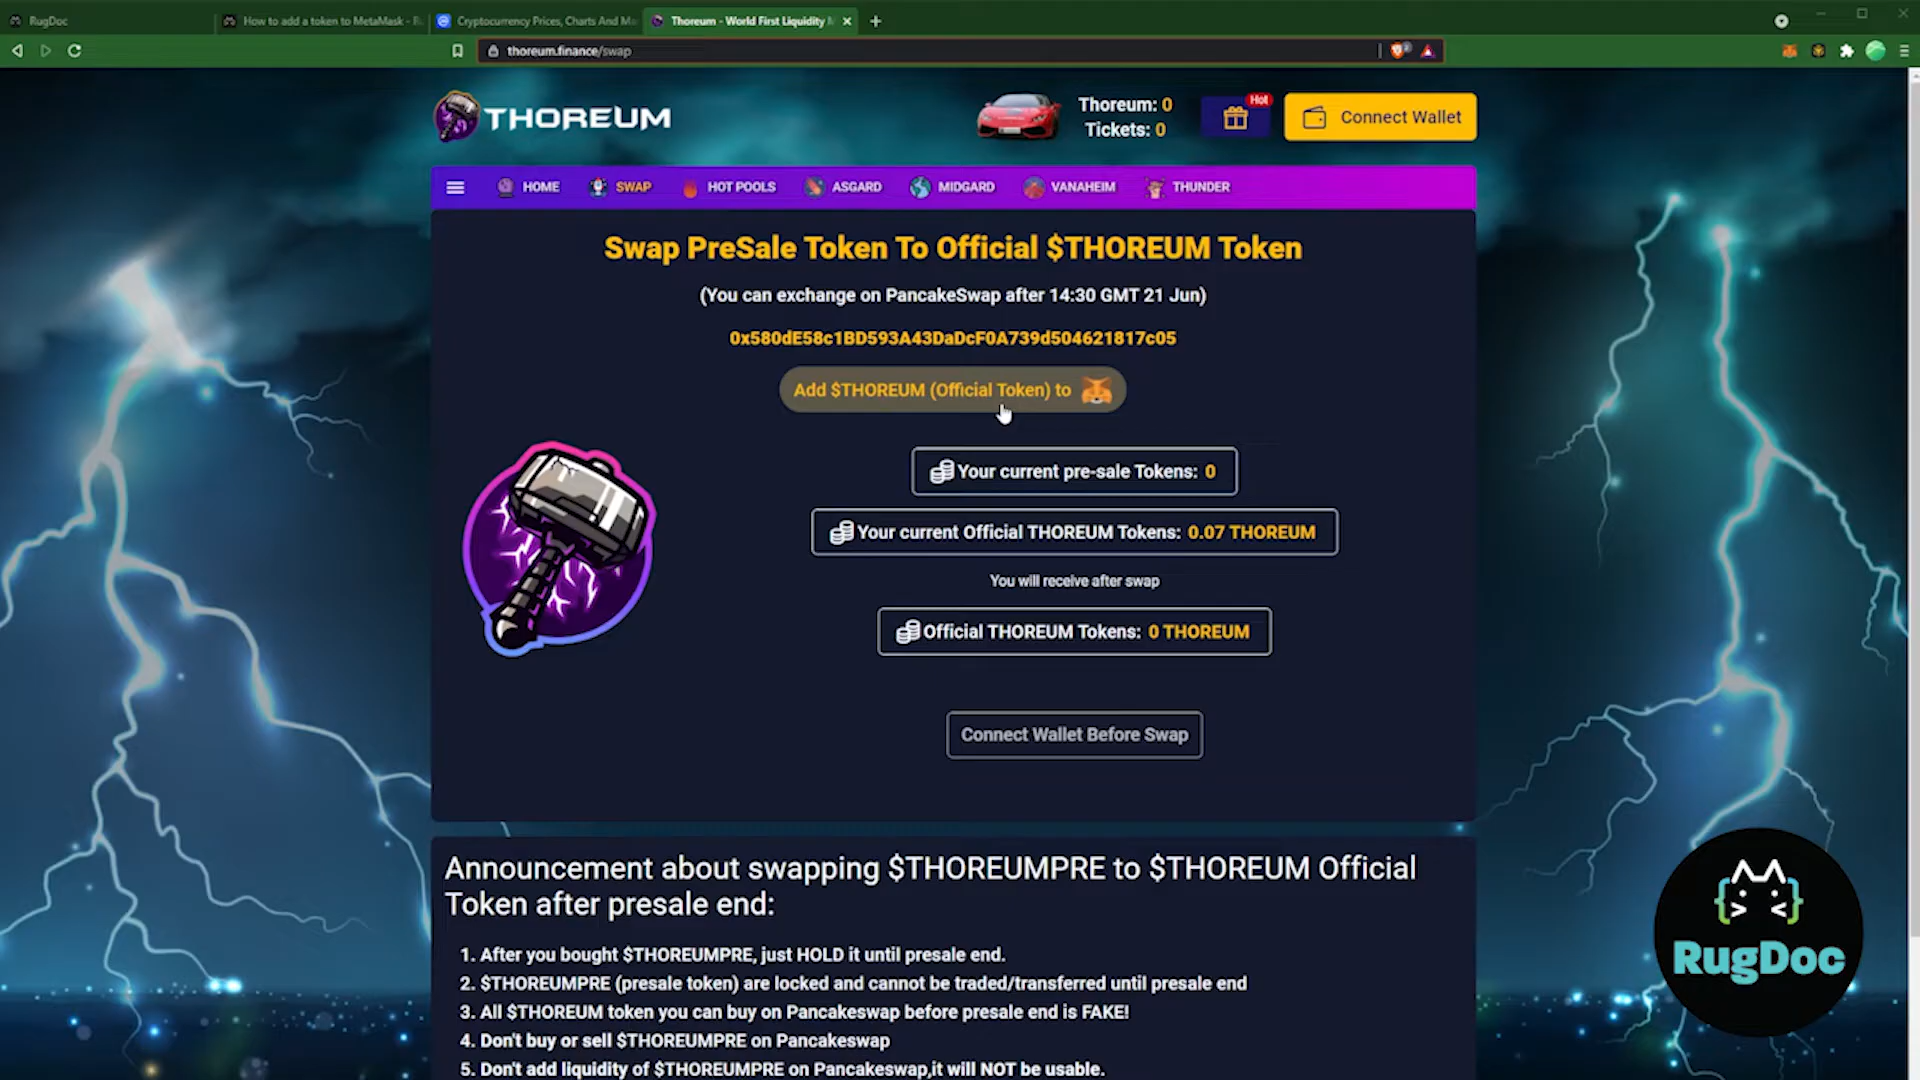 RugDoc
How to add a token to MetaMask - R
Cryptocurrency Prices, Charts And Ma
Thoreum - World First Liquidity M
thoreum.finance/swap
THOREUM
Thoreum: 0
Tickets: 0
Hot
Connect Wallet
HOME
SWAP
HOT POOLS
ASGARD
MIDGARD
VANAHEIM
THUNDER
Swap PreSale Token To Official $THOREUM Token
(You can exchange on PancakeSwap after 14:30 GMT 21 Jun)
0x580dE58c1BD593A43DaDcF0A739d504621817c05
Add $THOREUM (Official Token) to
Your current pre-sale Tokens: 0
Your current Official THOREUM Tokens: 0.07 THOREUM
You will receive after swap
Official THOREUM Tokens: 0 THOREUM
Connect Wallet Before Swap
Announcement about swapping $THOREUMPRE to $THOREUM Official
Token after presale end:
1. After you bought $THOREUMPRE, just HOLD it until presale end.
2. $THOREUMPRE (presale token) are locked and cannot be traded/transferred until presale end
3. All $THOREUM token you can buy on Pancakeswap before presale end is FAKE!
4. Don't buy or sell $THOREUMPRE on Pancakeswap
5. Don't add liquidity of $THOREUMPRE on Pancakeswap,it will NOT be usable.
RugDoc